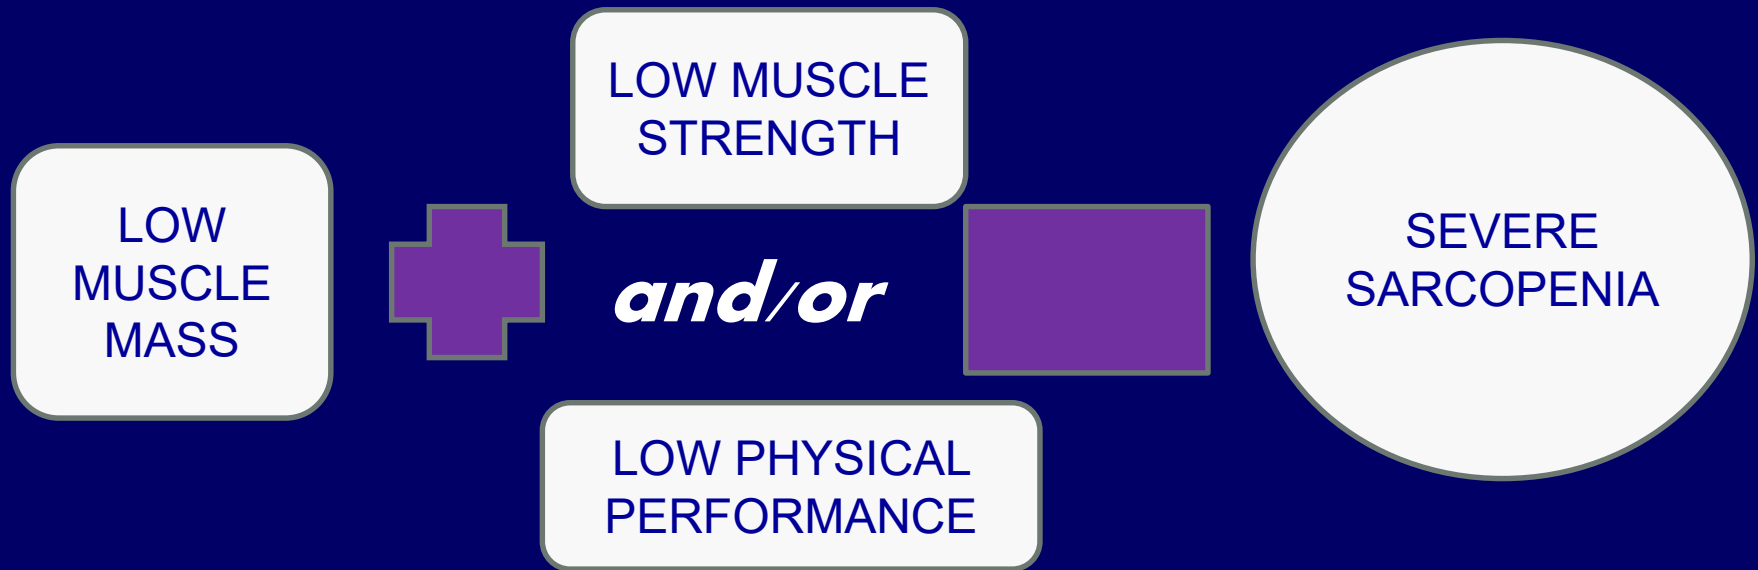 LOW
MUSCLE
MASS
LOW MUSCLE
STRENGTH
and/or
LOW PHYSICAL
PERFORMANCE
SEVERE
SARCOPENIA